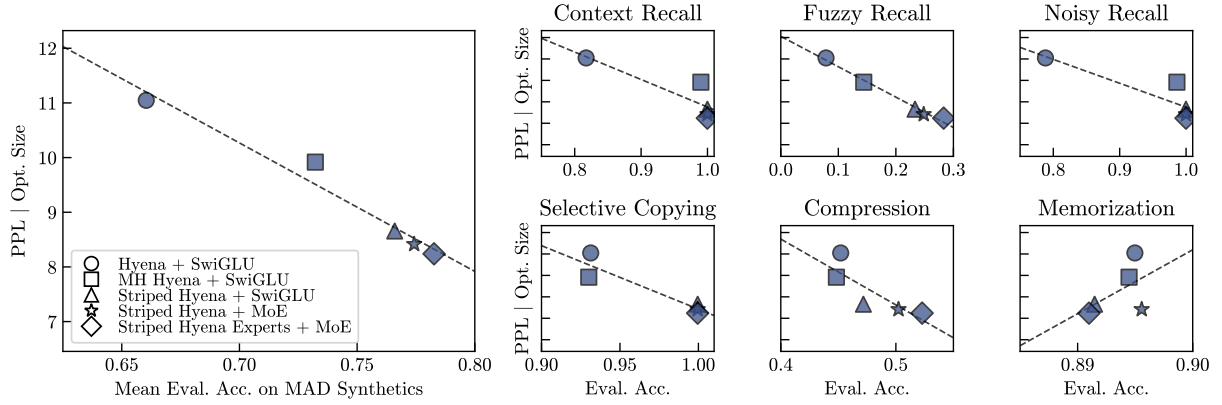 Context Recall
Fuzzy Recall
Noisy Recall
12
11
10
9
8
7
PPL | Opt. Size
Hyena + SwiGLU
MH Hyena + SwiGLU
Striped Hyena + SwiGLU
Striped Hyena + MoE
Striped Hyena Experts + MoE
0.65 0.70 0.75 0.80
Mean Eval. Acc. on MAD Synthetics
PPL | Opt. Size
0.8 0.9 1.0
0.0 0.1 0.2 0.3
0.8 0.9 1.0
Selective Copying
Compression
Memorization
PPL | Opt. Size
0.90 0.95 1.00
0.4 0.5
0.89 0.90
Eval. Acc.
Eval. Acc.
Eval. Acc.